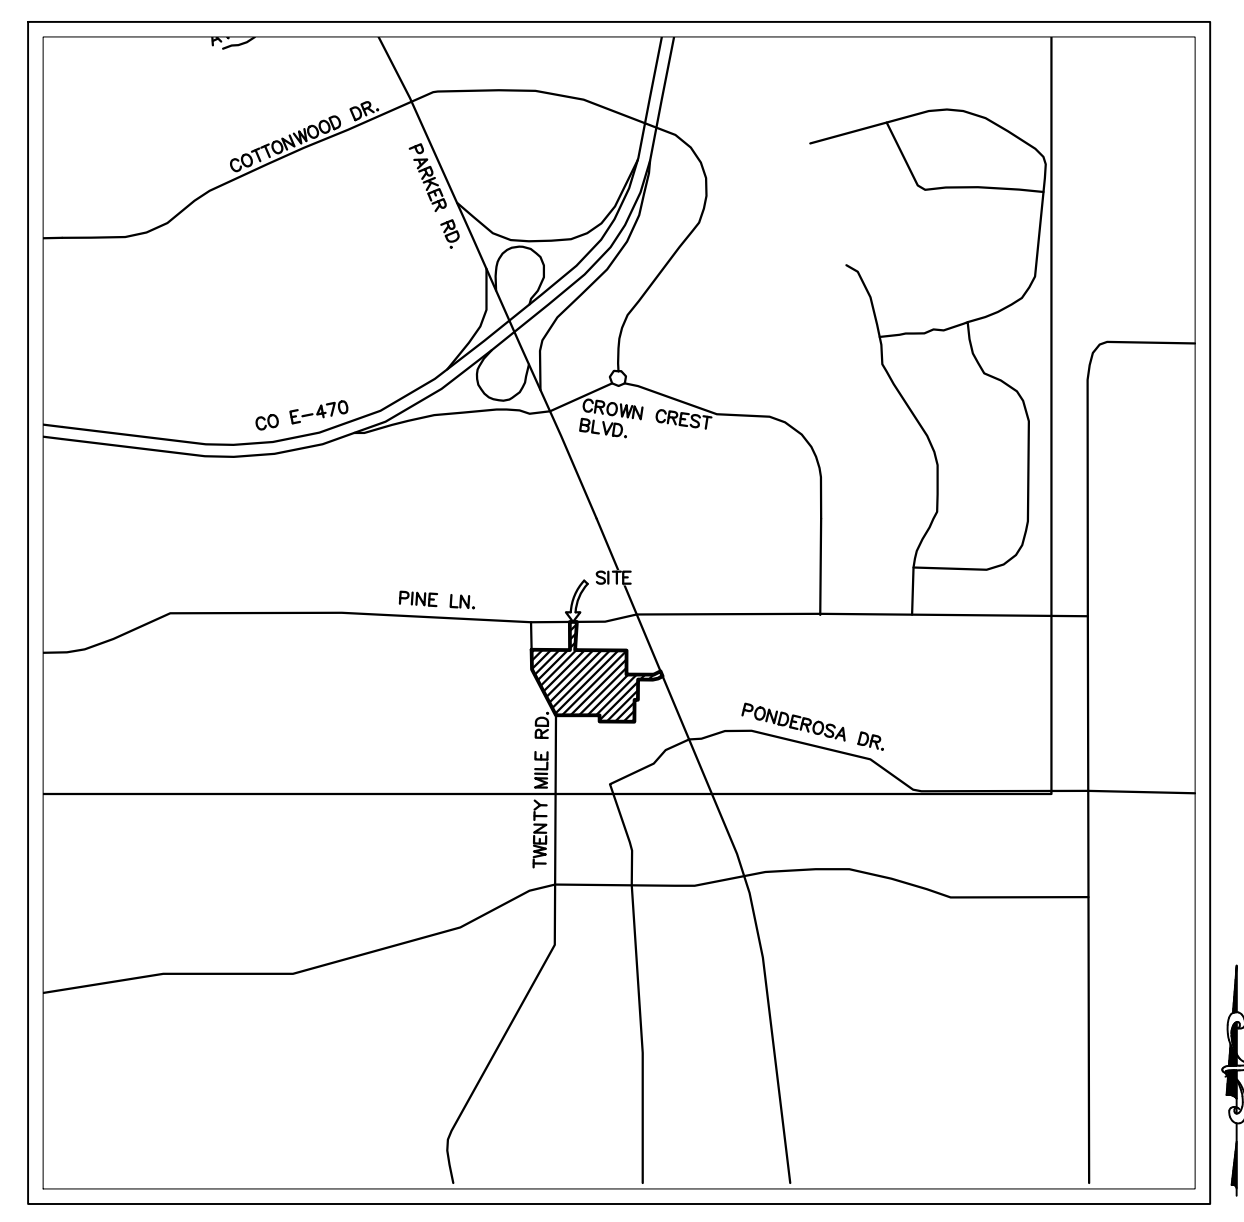 COTTONWOOD DR.
PARKER RD.
CO E-470
CROWN CREST
BLVD.
SITE
PINE LN.
PONDEROSA DR.
TWENTY MILE RD.